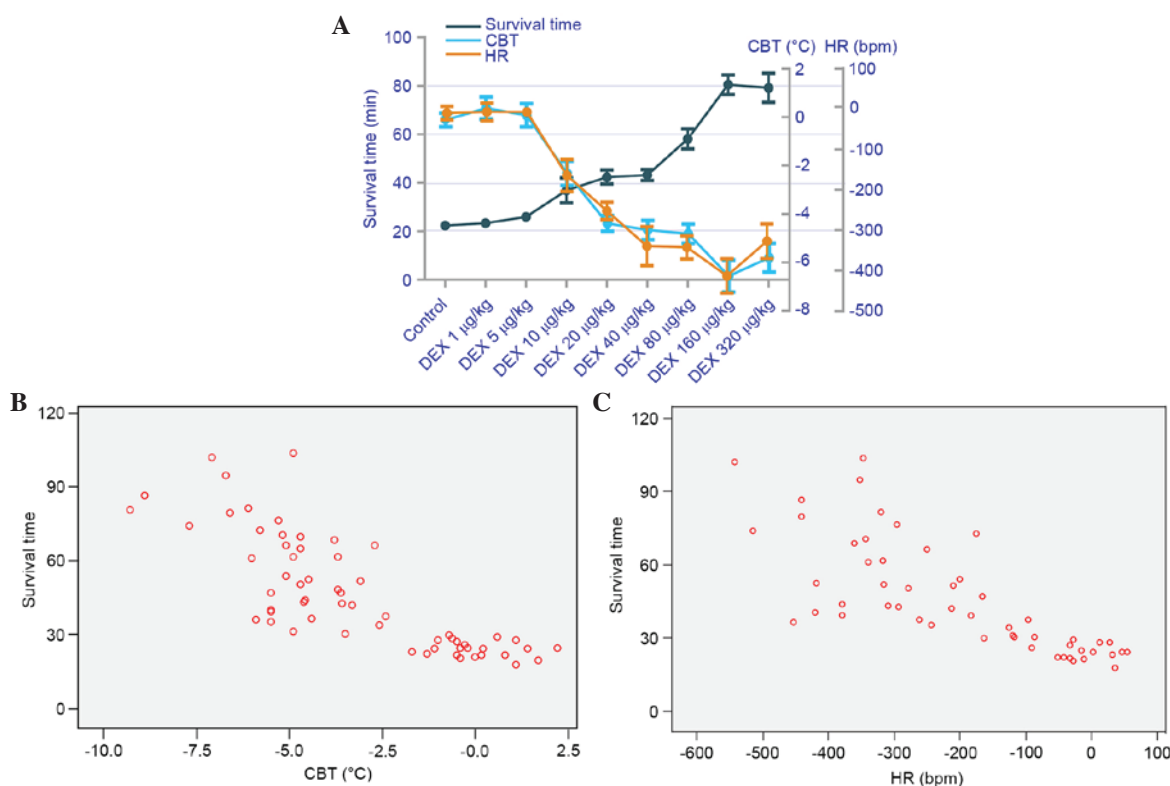 A
Survival time
CBT
HR
CBT (°C) HR (bpm)
Survival time (min)
100
80
60
40
20
0
2
0
-2
-4
-6
-8
100
0
-100
-200
-300
-400
-500
Control
DEX 1 µg/kg
DEX 5 µg/kg
DEX 10 µg/kg
DEX 20 µg/kg
DEX 40 µg/kg
DEX 80 µg/kg
DEX 160 µg/kg
DEX 320 µg/kg
B
Survival time
120
90
60
30
0
-10.0 -7.5 -5.0 -2.5 -0.0 2.5
CBT (°C)
C
Survival time
120
90
60
30
0
-600 -500 -400 -300 -200 -100 0 100
HR (bpm)